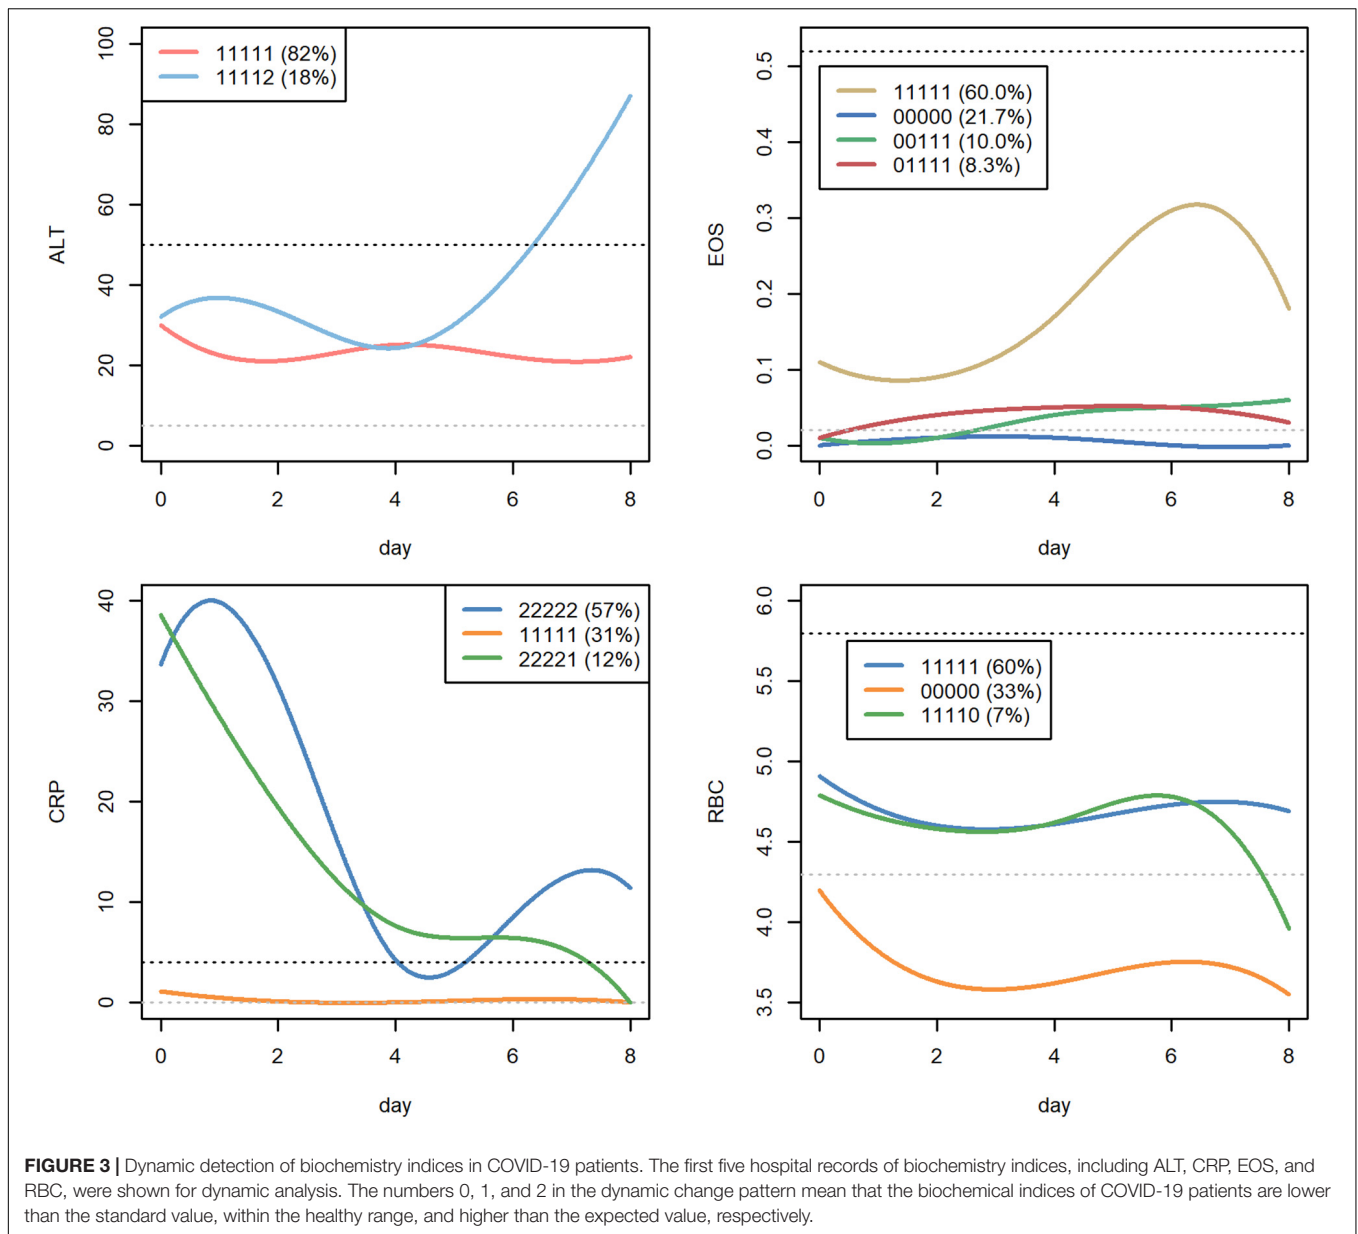 11111 (82%)
11112 (18%)
100
80
60
40
20
0
ALT
0 2 4 6 8
day
11111 (60.0%)
00000 (21.7%)
00111 (10.0%)
01111 (8.3%)
0.5
0.4
0.3
0.2
0.1
0.0
EOS
0 2 4 6 8
day
22222 (57%)
11111 (31%)
22221 (12%)
40
30
20
10
0
CRP
0 2 4 6 8
day
11111 (60%)
00000 (33%)
11110 (7%)
6.0
5.5
5.0
4.5
4.0
3.5
RBC
0 2 4 6 8
day
FIGURE 3 | Dynamic detection of biochemistry indices in COVID-19 patients. The first five hospital records of biochemistry indices, including ALT, CRP, EOS, and
RBC, were shown for dynamic analysis. The numbers 0, 1, and 2 in the dynamic change pattern mean that the biochemical indices of COVID-19 patients are lower
than the standard value, within the healthy range, and higher than the expected value, respectively.